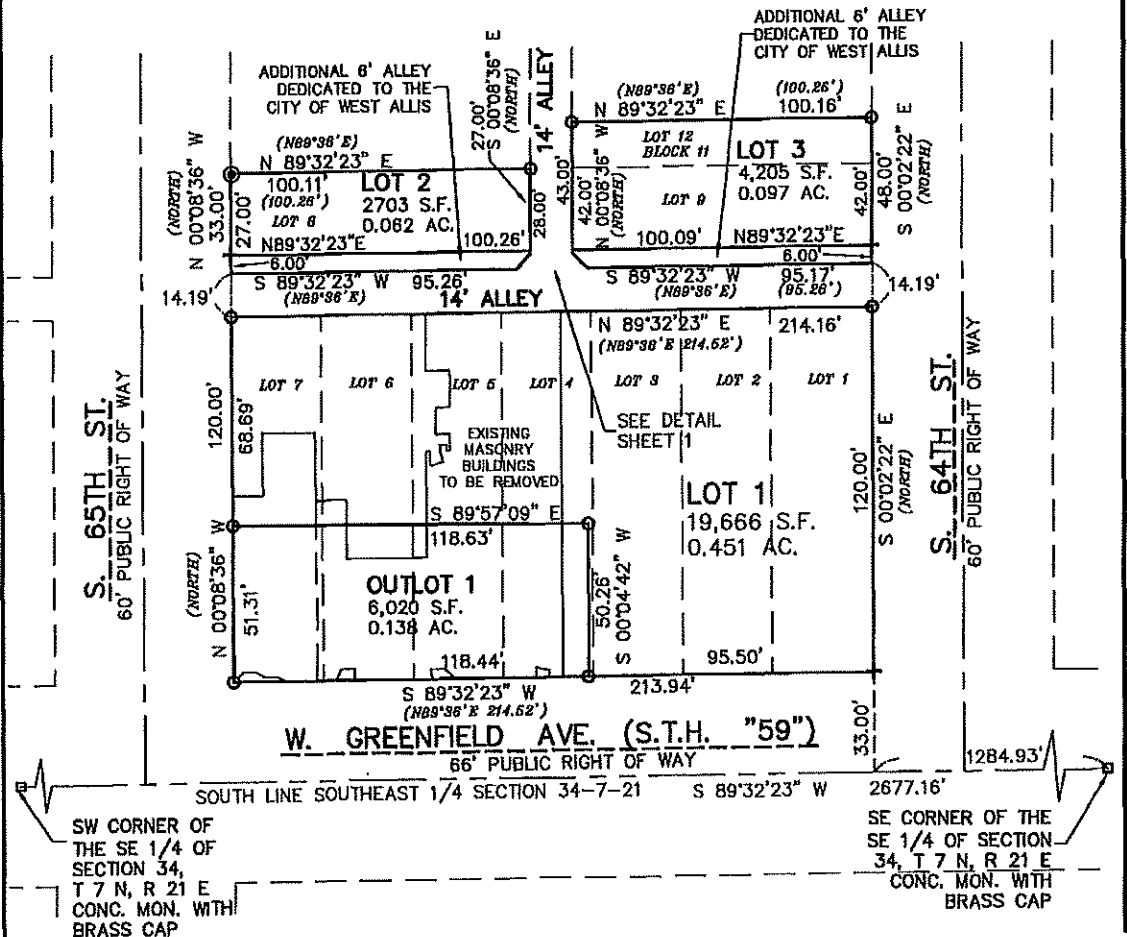 ADDITIONAL 6' ALLEY
DEDICATED TO THE
CITY OF WEST ALLIS
ADDITIONAL 6' ALLEY
DEDICATED TO THE
CITY OF WEST ALLIS
27.00'
S 00°08'36" E
(NORTH)
14' ALLEY
(N89°36'E)
N 89°32'23" E
100.11'
(100.26')
LOT 8
LOT 2
2703 S.F.
0.062 AC.
(NORTH)
N 00°08'36" W
33.00'
27.00'
28.00'
N89°32'23"E
100.26'
6.00'
S 89°32'23" W 95.26'
(N89°36'E)
14.19'
14' ALLEY
(N89°36'E)
(100.26')
N 89°32'23" E
100.16'
LOT 12
BLOCK 11
LOT 3
4,205 S.F.
0.097 AC.
LOT 9
43.00'
42.00'
N 00°08'36" W
(NORTH)
42.00'
48.00'
S 00°02'22" E
(NORTH)
100.09'
N89°32'23"E
6.00'
S 89°32'23" W
95.17'
(N89°36'E)
(95.26')
14.19'
N 89°32'23" E
214.16'
(N89°36'E 214.52')
LOT 7
LOT 6
LOT 5
LOT 4
LOT 3
LOT 2
LOT 1
SEE DETAIL
SHEET 1
EXISTING
MASONRY
BUILDINGS
TO BE REMOVED
S. 65TH ST.
60' PUBLIC RIGHT OF WAY
120.00'
68.69'
(NORTH)
N 00°08'36" W
51.31'
S 89°57'09" E
118.63'
OUTLOT 1
6,020 S.F.
0.138 AC.
50.26'
S 00°04'42" W
LOT 1
19,666 S.F.
0.451 AC.
120.00'
S 00°02'22" E
(NORTH)
S. 64TH ST.
60' PUBLIC RIGHT OF WAY
118.44'
95.50'
S 89°32'23" W
213.94'
(N89°36'E 214.52')
W. GREENFIELD AVE. (S.T.H. "59")
66' PUBLIC RIGHT OF WAY
33.00'
1284.93'
SOUTH LINE SOUTHEAST 1/4 SECTION 34-7-21
S 89°32'23" W
2677.16'
SW CORNER OF
THE SE 1/4 OF
SECTION 34,
T 7 N, R 21 E
CONC. MON. WITH
BRASS CAP
SE CORNER OF THE
SE 1/4 OF SECTION
34, T 7 N, R 21 E
CONC. MON. WITH
BRASS CAP